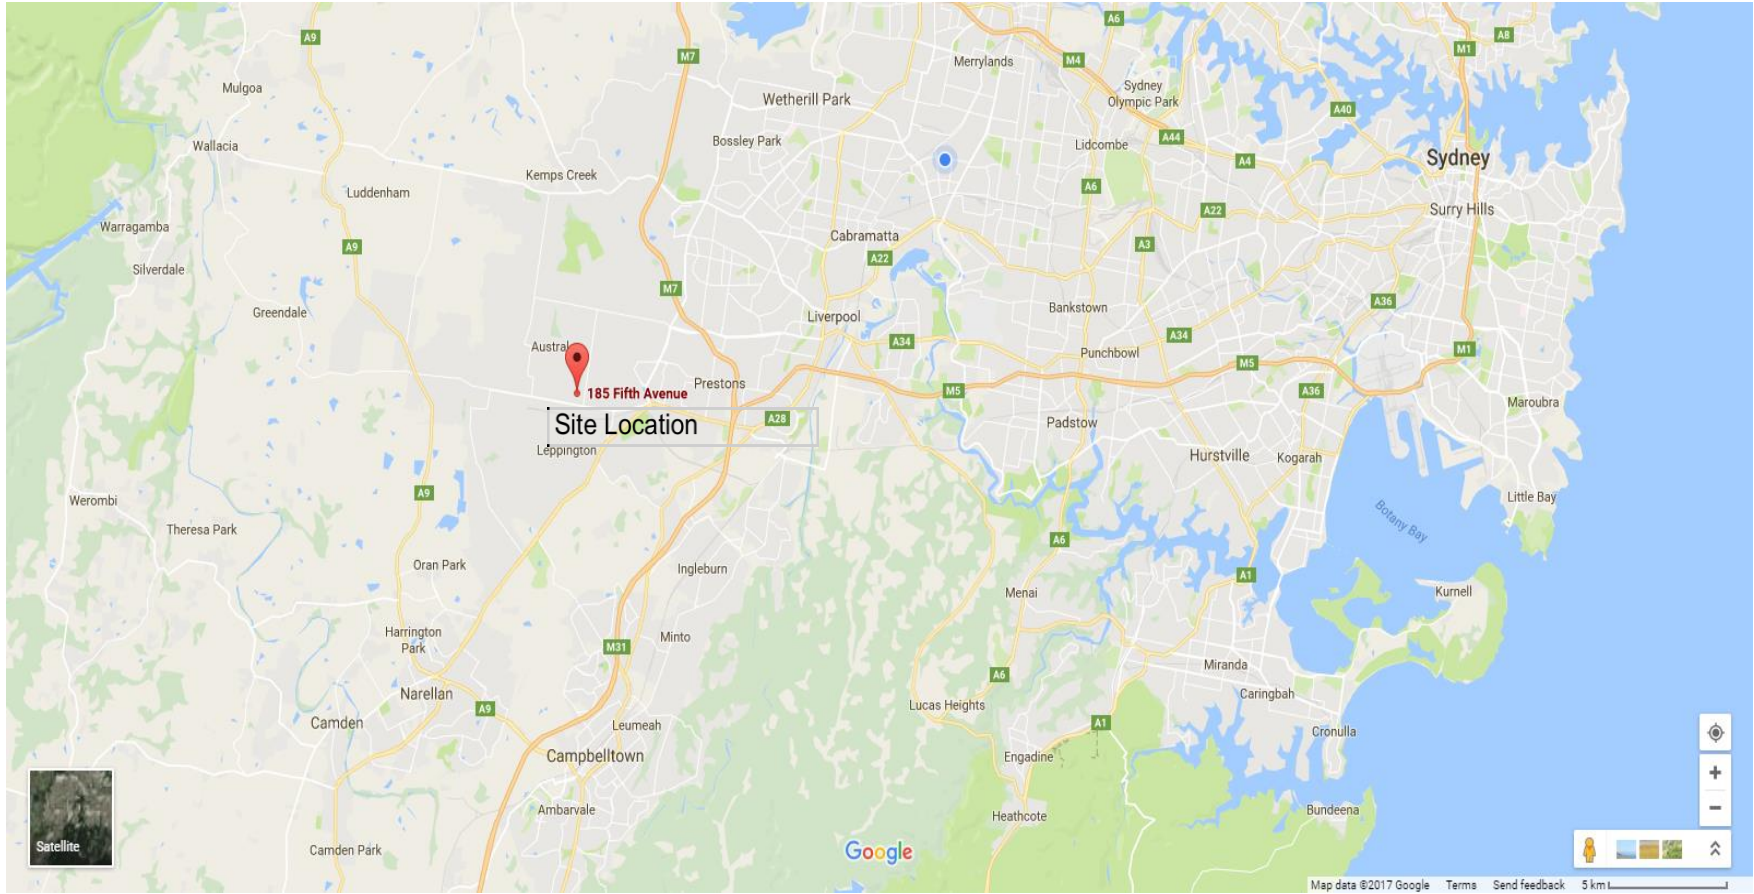 A6
A9
A8
M1
M7
Merrylands
M4
Mulgoa
Sydney
Olympic Park
Wetherill Park
A40
Bossley Park
A44
Wallacia
Lidcombe
Sydney
A4
Kemps Creek
A6
Luddenham
A22
Surry Hills
Warragamba
Cabramatta
A9
A3
A22
Silverdale
M7
A36
Greendale
Bankstown
Liverpool
A34
A34
Austral
M1
Punchbowl
M5
Prestons
185 Fifth Avenue
M5
A36
Maroubra
Site Location
A28
Padstow
Leppington
Hurstville
Kogarah
A9
Werombi
Little Bay
Botany Bay
Theresa Park
A6
Oran Park
Ingleburn
A1
Menai
Kurnell
Harrington
Park
Minto
M31
Miranda
A6
Narellan
Caringbah
A9
Lucas Heights
Camden
Leumeah
A1
Cronulla
Campbelltown
Engadine
Ambarvale
Bundeena
Heathcote
Satellite
Camden Park
Google
Map data ©2017 Google Terms Send feedback 5 km